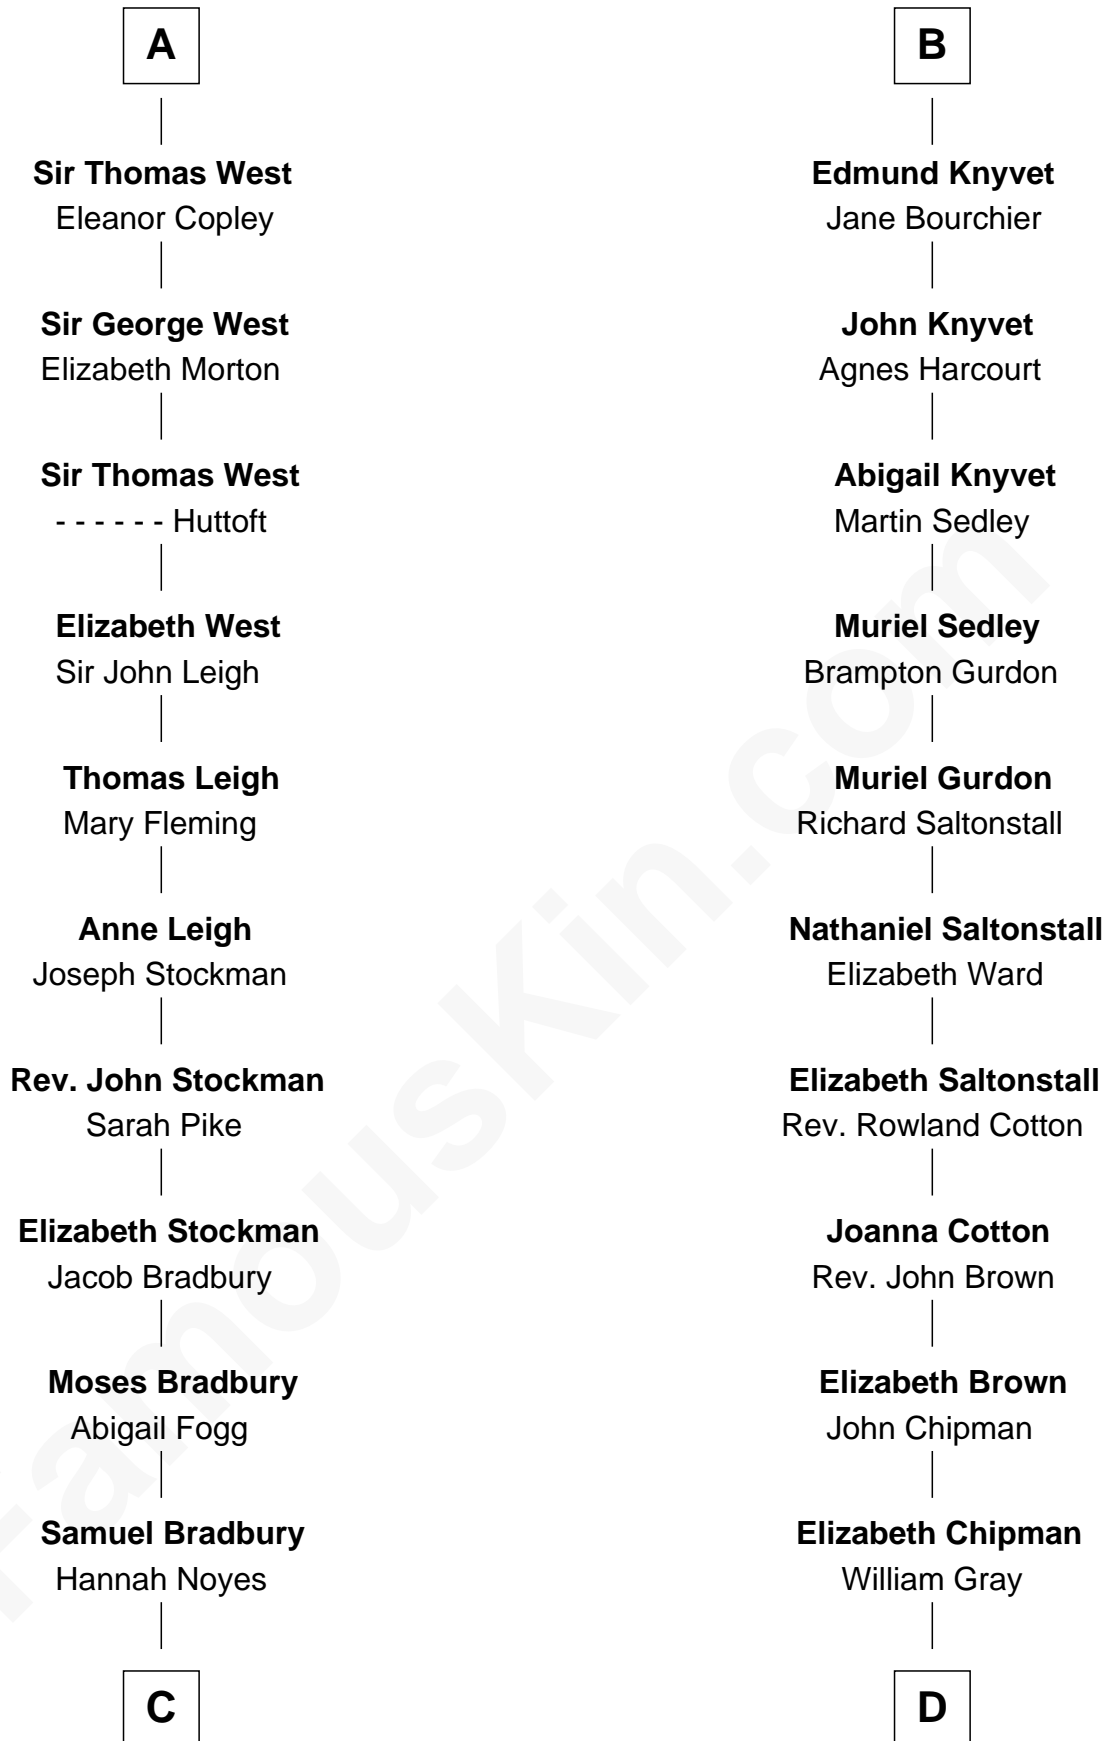 A
Sir Thomas West
Eleanor Copley
Sir George West
Elizabeth Morton
Sir Thomas West
- - - - - - Huttoft
Elizabeth West
Sir John Leigh
Thomas Leigh
Mary Fleming
Anne Leigh
Joseph Stockman
Rev. John Stockman
Sarah Pike
Elizabeth Stockman
Jacob Bradbury
Moses Bradbury
Abigail Fogg
Samuel Bradbury
Hannah Noyes
C
B
Edmund Knyvet
Jane Bourchier
John Knyvet
Agnes Harcourt
Abigail Knyvet
Martin Sedley
Muriel Sedley
Brampton Gurdon
Muriel Gurdon
Richard Saltonstall
Nathaniel Saltonstall
Elizabeth Ward
Elizabeth Saltonstall
Rev. Rowland Cotton
Joanna Cotton
Rev. John Brown
Elizabeth Brown
John Chipman
Elizabeth Chipman
William Gray
D
FamousKin.com